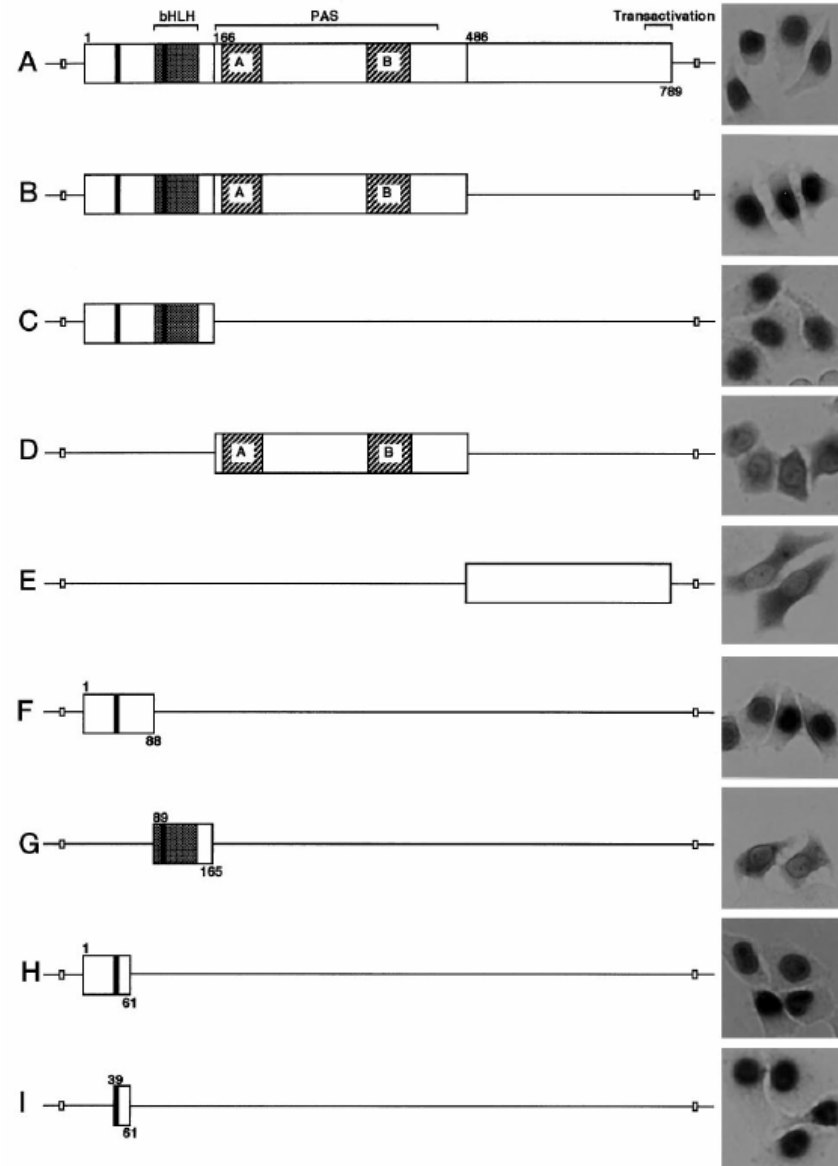 bHLH PAS Transactivation
1 166 486
A A B
789
B A B
C
D A B
E
1
F
88
89
G
165
1
H
61
39
I
61